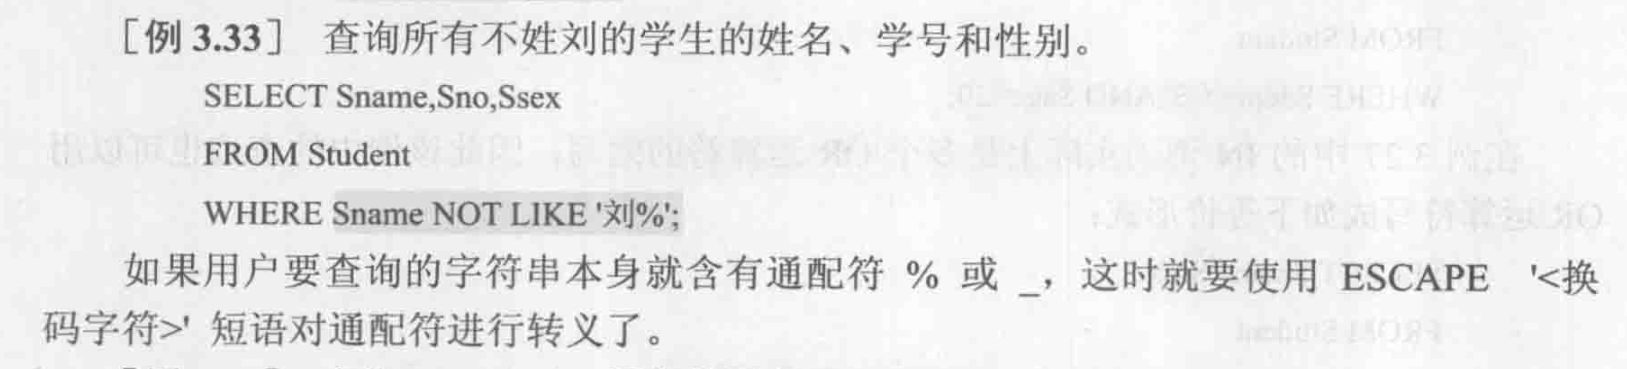 ［例 3.33］ 查询所有不姓刘的学生的姓名、学号和性别。
SELECT Sname,Sno,Ssex
FROM Student
WHERE Sname NOT LIKE '刘%';
如果用户要查询的字符串本身就含有通配符 % 或 _，这时就要使用 ESCAPE '<换
码字符>' 短语对通配符进行转义了。